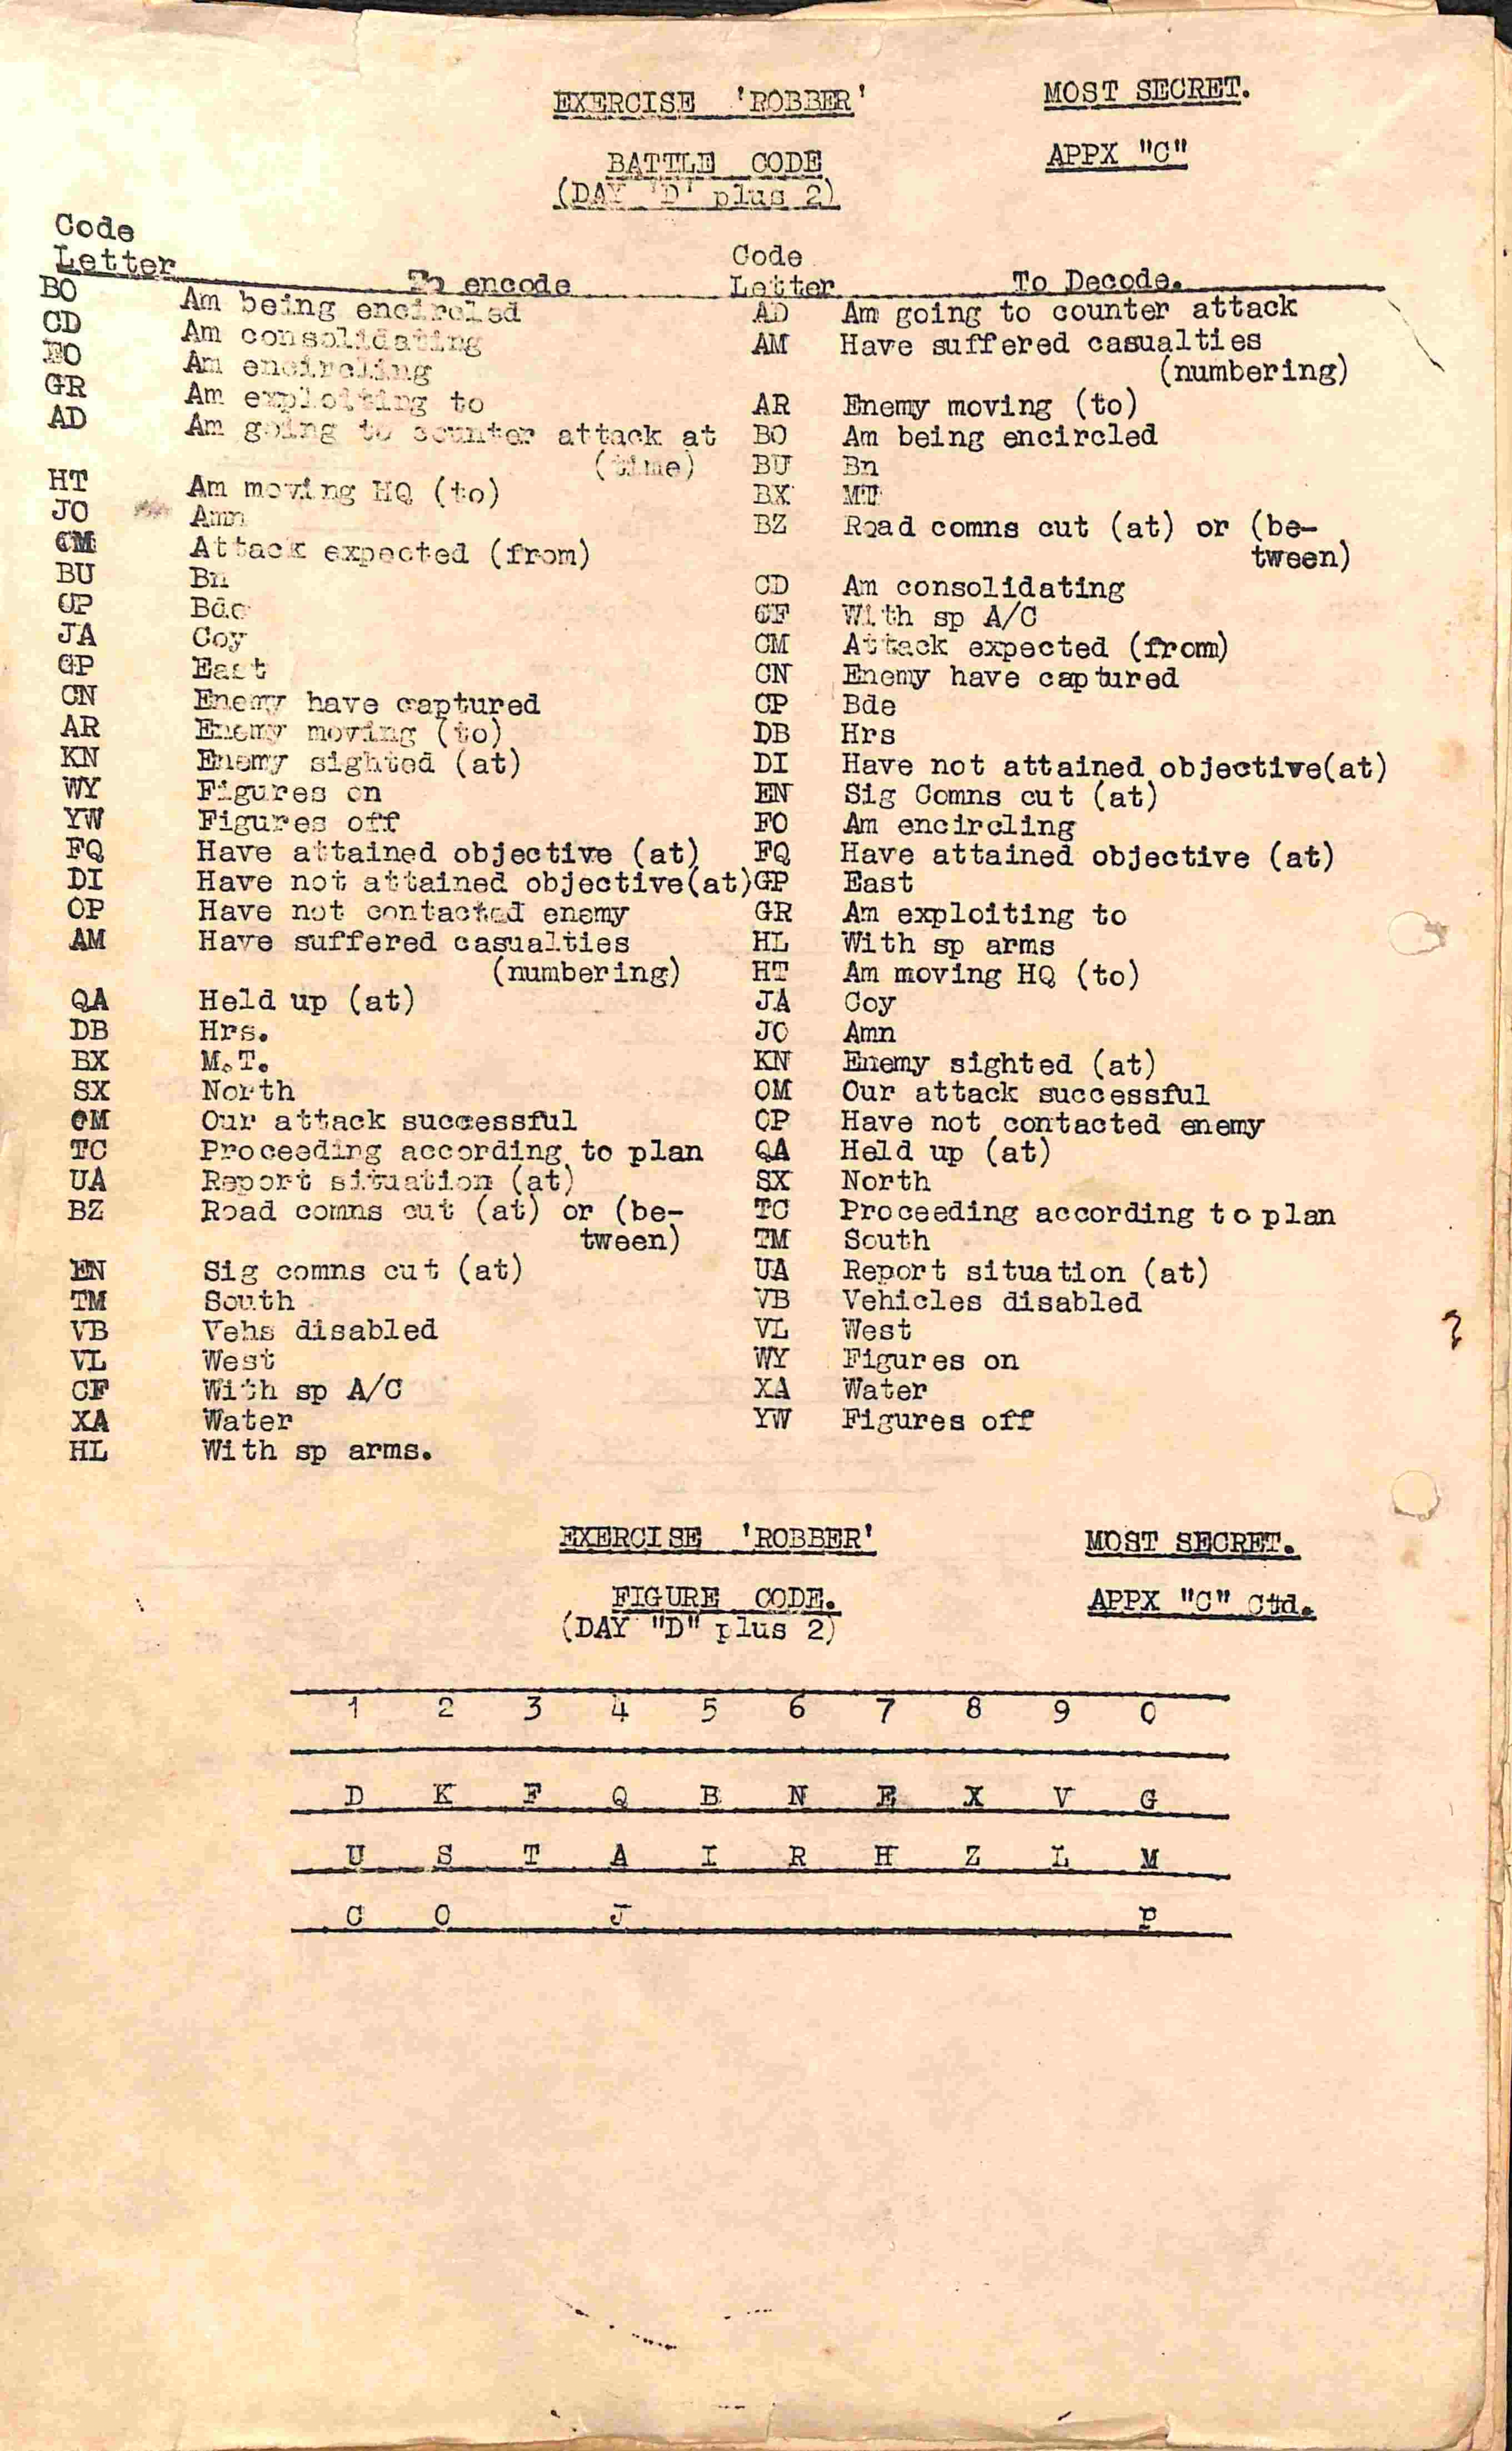 EXERCISE 'ROBBER'
MOST SECRET.
BATTLE CODE
APPX "C"
(DAY 'D' plus 2)
Code
Letter To encode
BO Am being encircled
CD Am consolidating
FO Am encircling
GR Am exploiting to
AD Am going to counter attack at
(time)
HT Am moving HQ (to)
JO Amn
CM Attack expected (from)
BU Bn
CP Bde
JA Coy
GP East
CN Enemy have captured
AR Enemy moving (to)
KN Enemy sighted (at)
WY Figures on
YW Figures off
FQ Have attained objective (at)
DI Have not attained objective(at)
OP Have not contacted enemy
AM Have suffered casualties
(numbering)
QA Held up (at)
DB Hrs.
BX M.T.
SX North
OM Our attack successful
TC Proceeding according to plan
UA Report situation (at)
BZ Road comns cut (at) or (be-
tween)
EN Sig comns cut (at)
TM South
VB Vehs disabled
VL West
CF With sp A/C
XA Water
HL With sp arms.
Code
Letter To Decode.
AD Am going to counter attack
AM Have suffered casualties
(numbering)
AR Enemy moving (to)
BO Am being encircled
BU Bn
BX MT
BZ Road comns cut (at) or (be-
tween)
CD Am consolidating
CF With sp A/C
CM Attack expected (from)
CN Enemy have captured
CP Bde
DB Hrs
DI Have not attained objective(at)
EN Sig Comns cut (at)
FO Am encircling
FQ Have attained objective (at)
GP East
GR Am exploiting to
HL With sp arms
HT Am moving HQ (to)
JA Coy
JO Amn
KN Enemy sighted (at)
OM Our attack successful
OP Have not contacted enemy
QA Held up (at)
SX North
TC Proceeding according to plan
TM South
UA Report situation (at)
VB Vehicles disabled
VL West
WY Figures on
XA Water
YW Figures off
?
EXERCISE 'ROBBER'
MOST SECRET.
FIGURE CODE.
APPX "C" Ctd.
(DAY "D" plus 2)
1 2 3 4 5 6 7 8 9 0
D K F Q B N E X V G
U S T A I R H Z L M
C O J P